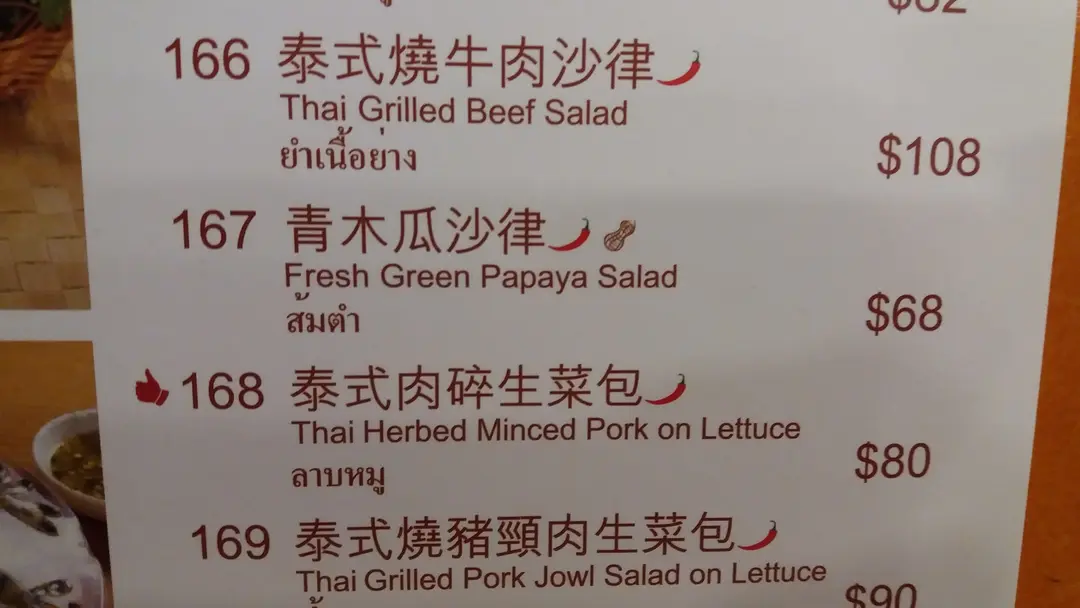 166 泰式燒牛肉沙律
Thai Grilled Beef Salad
ยำเนื้อย่าง
$108
167 青木瓜沙律
Fresh Green Papaya Salad
ส้มตำ
$68
168 泰式肉碎生菜包
Thai Herbed Minced Pork on Lettuce
ลาบหมู
$80
169 泰式燒豬頸肉生菜包
Thai Grilled Pork Jowl Salad on Lettuce
$90